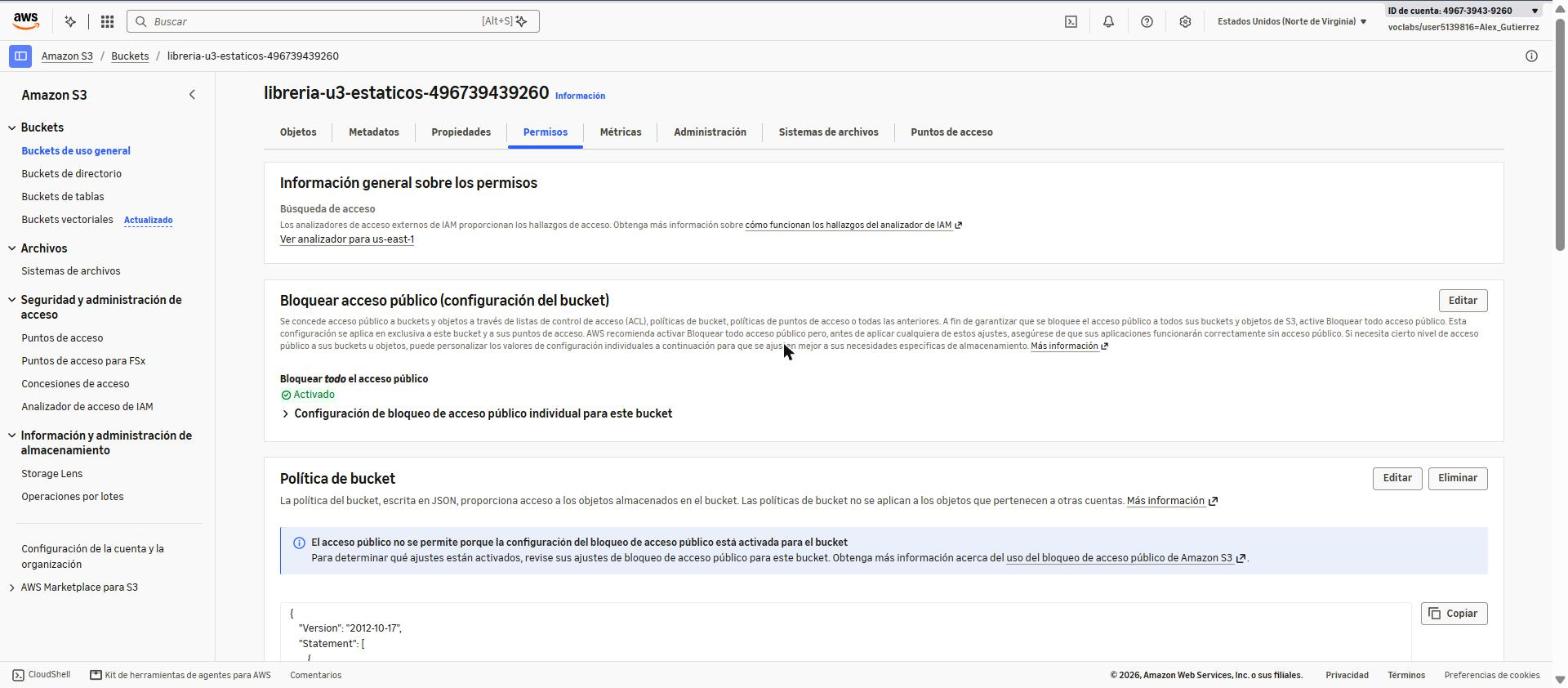 aws
Buscar
[Alt+S]
Estados Unidos (Norte de Virginia)
ID de cuenta: 4967-3943-9260
voclabs/user5139816=Alex_Gutierrez
Amazon S3 / Buckets / libreria-u3-estaticos-496739439260
Amazon S3
Buckets
Buckets de uso general
Buckets de directorio
Buckets de tablas
Buckets vectoriales Actualizado
Archivos
Sistemas de archivos
Seguridad y administración de
acceso
Puntos de acceso
Puntos de acceso para FSx
Concesiones de acceso
Analizador de acceso de IAM
Información y administración de
almacenamiento
Storage Lens
Operaciones por lotes
Configuración de la cuenta y la
organización
AWS Marketplace para S3
libreria-u3-estaticos-496739439260 Información
Objetos Metadatos Propiedades Permisos Métricas Administración Sistemas de archivos Puntos de acceso
Información general sobre los permisos
Búsqueda de acceso
Los analizadores de acceso externos de IAM proporcionan los hallazgos de acceso. Obtenga más información sobre cómo funcionan los hallazgos del analizador de IAM
Ver analizador para us-east-1
Bloquear acceso público (configuración del bucket)
Editar
Se concede acceso público a buckets y objetos a través de listas de control de acceso (ACL), políticas de bucket, políticas de puntos de acceso o todas las anteriores. A fin de garantizar que se bloquee el acceso público a todos sus buckets y objetos de S3, active Bloquear todo acceso público. Esta
configuración se aplica en exclusiva a este bucket y a sus puntos de acceso. AWS recomienda activar Bloquear todo acceso público pero, antes de aplicar cualquiera de estos ajustes, asegúrese de que sus aplicaciones funcionarán correctamente sin acceso público. Si necesita cierto nivel de acceso
público a sus buckets u objetos, puede personalizar los valores de configuración individuales a continuación para que se ajusten mejor a sus necesidades específicas de almacenamiento. Más información
Bloquear todo el acceso público
Activado
Configuración de bloqueo de acceso público individual para este bucket
Política de bucket
Editar
Eliminar
La política del bucket, escrita en JSON, proporciona acceso a los objetos almacenados en el bucket. Las políticas de bucket no se aplican a los objetos que pertenecen a otras cuentas. Más información
El acceso público no se permite porque la configuración del bloqueo de acceso público está activada para el bucket
Para determinar qué ajustes están activados, revise sus ajustes de bloqueo de acceso público para este bucket. Obtenga más información acerca del uso del bloqueo de acceso público de Amazon S3.
Copiar
{
"Version": "2012-10-17",
"Statement": [
{
CloudShell Kit de herramientas de agentes para AWS Comentarios
© 2026, Amazon Web Services, Inc. o sus filiales. Privacidad Términos Preferencias de cookies